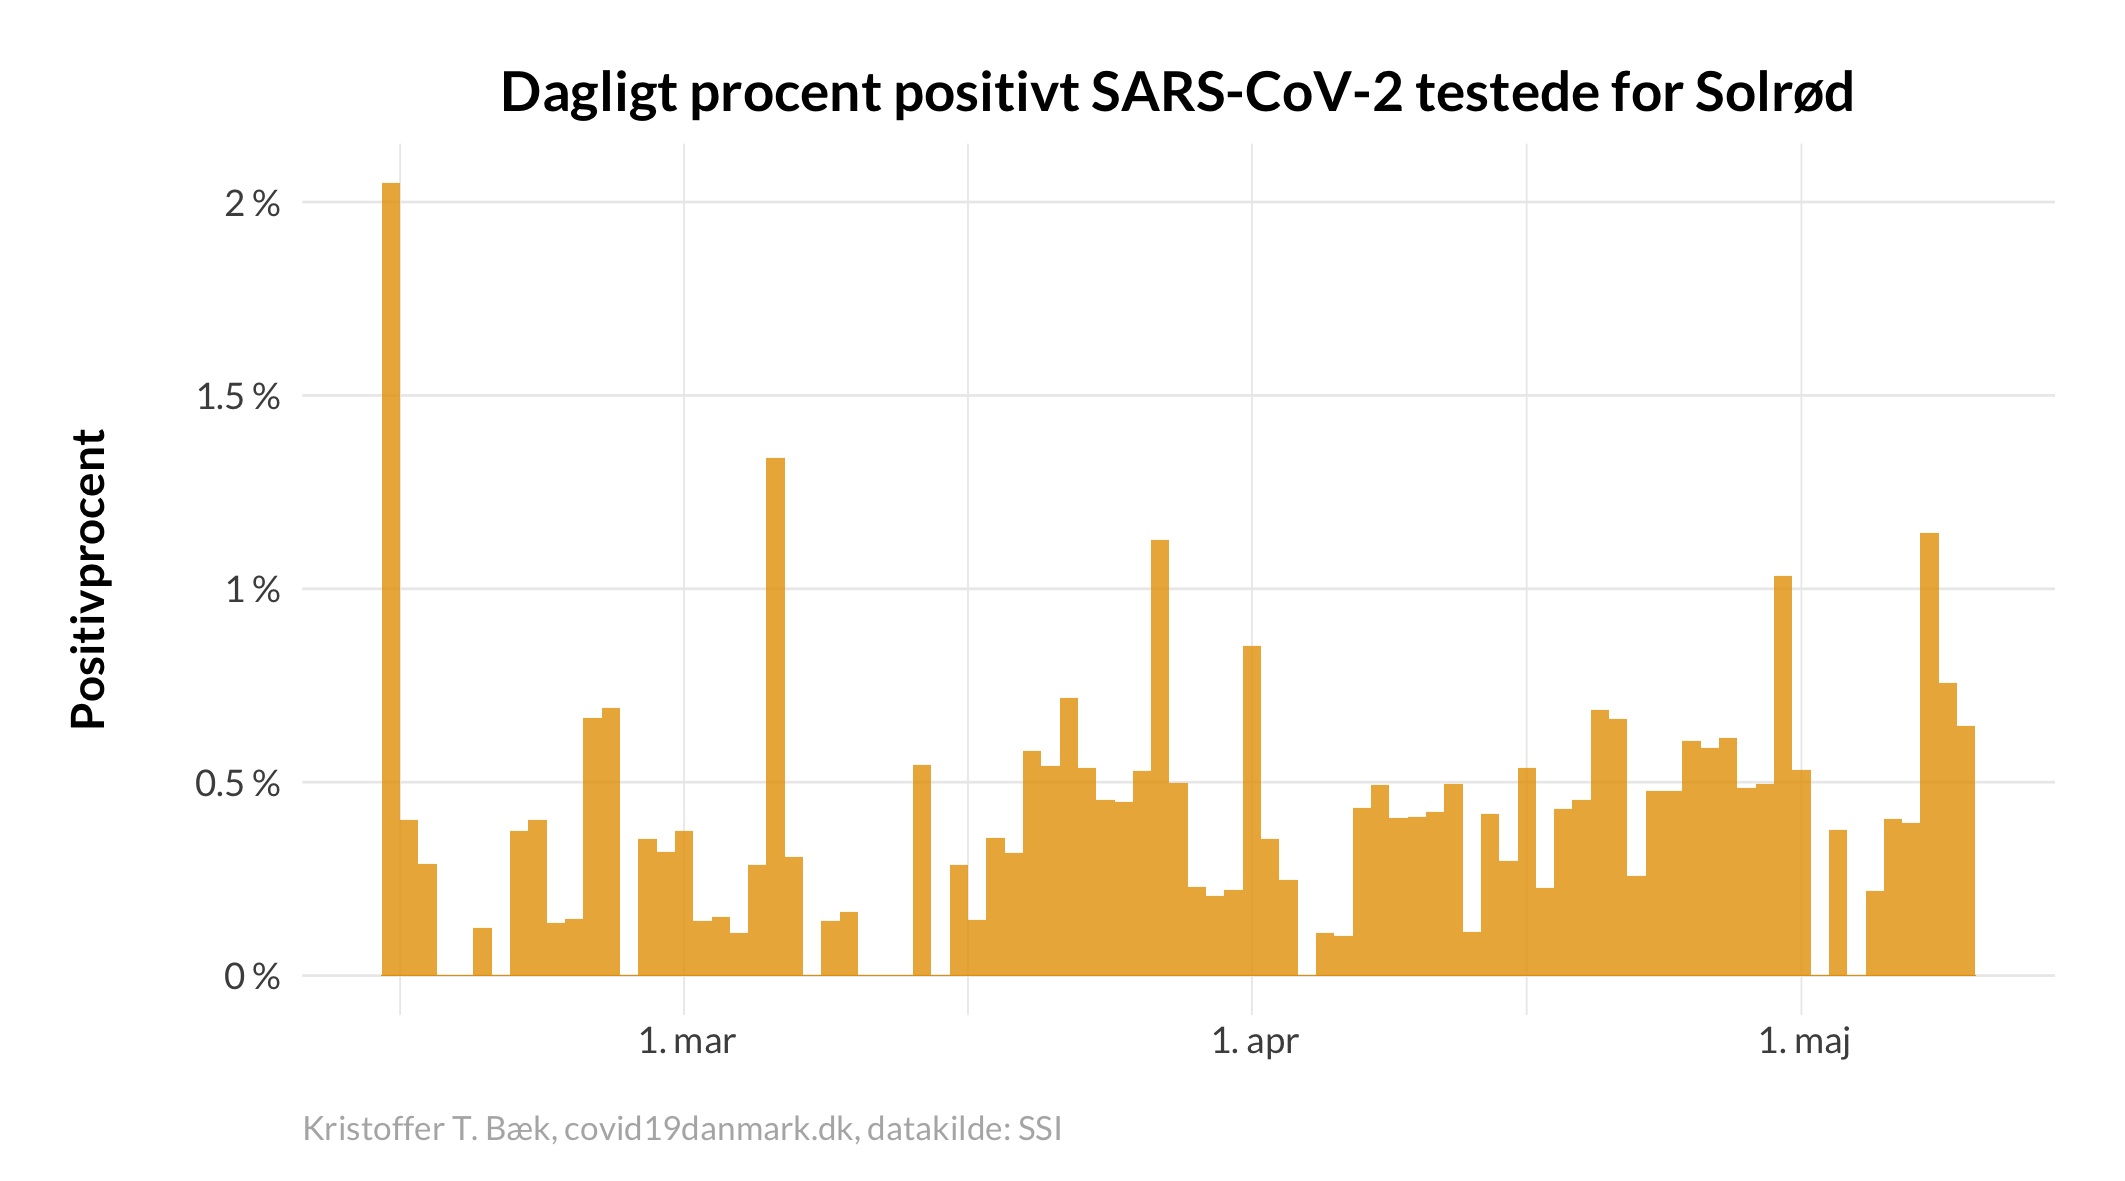 Dagligt procent positivt SARS-CoV-2 testede for Solrød
Positivprocent
2 %
1.5 %
1 %
0.5 %
0 %
1. mar
1. apr
1. maj
Kristoffer T. Bæk, covid19danmark.dk, datakilde: SSI